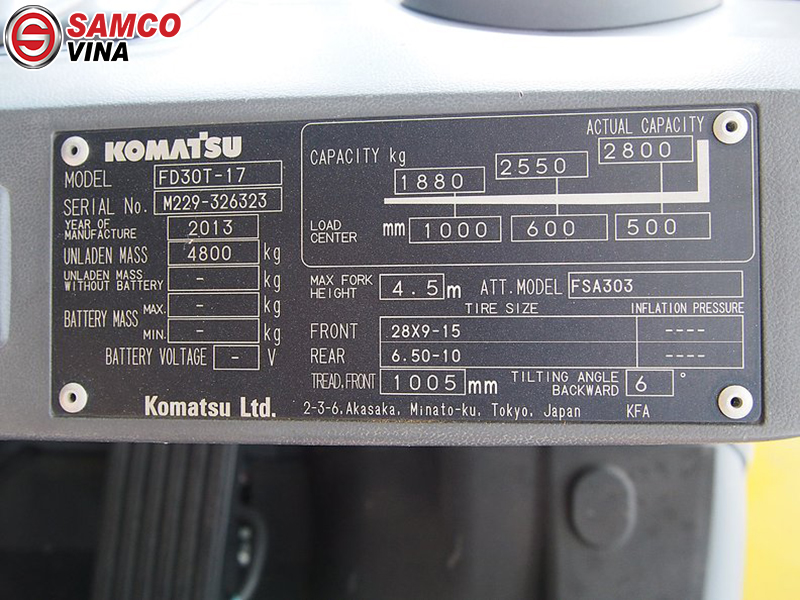 SAMCO
VINA
KOMATSU
MODEL FD30T-17
SERIAL No. M229-326323
YEAR OF MANUFACTURE 2013
UNLADEN MASS 4800 kg
UNLADEN MASS WITHOUT BATTERY - kg
BATTERY MASS MAX. - kg
MIN. - kg
BATTERY VOLTAGE - V
Komatsu Ltd.
ACTUAL CAPACITY
CAPACITY kg 1880 2550 2800
LOAD CENTER mm 1000 600 500
MAX FORK HEIGHT 4.5 m ATT. MODEL FSA303
TIRE SIZE INFLATION PRESSURE
FRONT 28X9-15 ----
REAR 6.50-10 ----
TREAD, FRONT 1005 mm TILTING ANGLE BACKWARD 6 °
2-3-6, Akasaka, Minato-ku, Tokyo, Japan KFA